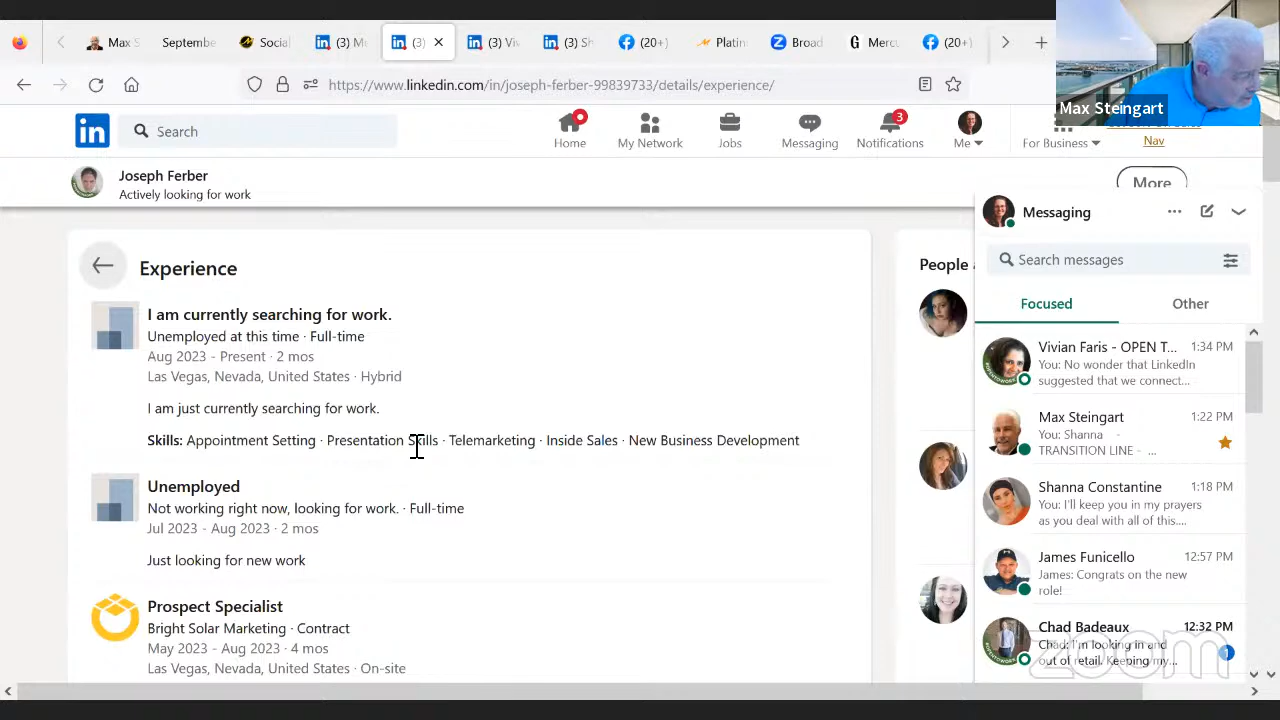 Max S
Septembe
Social
(3) M
(3)
(3) Viv
(3) Sh
(20+)
Platin
Broad
Merc
(20+)
https://www.linkedin.com/in/joseph-ferber-99839733/details/experience/
Max Steingart
in
Search
Home
My Network
Jobs
Messaging
3
Notifications
Me
For Business
Nav
Joseph Ferber
Actively looking for work
More
Experience
I am currently searching for work.
Unemployed at this time · Full-time
Aug 2023 - Present · 2 mos
Las Vegas, Nevada, United States · Hybrid
I am just currently searching for work.
Skills: Appointment Setting · Presentation Skills · Telemarketing · Inside Sales · New Business Development
Unemployed
Not working right now, looking for work. · Full-time
Jul 2023 - Aug 2023 · 2 mos
Just looking for new work
Prospect Specialist
Bright Solar Marketing · Contract
May 2023 - Aug 2023 · 4 mos
Las Vegas, Nevada, United States · On-site
People a
Messaging
Search messages
Focused
Other
Vivian Faris - OPEN T... 1:34 PM
You: No wonder that LinkedIn
suggested that we connect...
Max Steingart 1:22 PM
You: Shanna -
TRANSITION LINE - ...
Shanna Constantine 1:18 PM
You: I'll keep you in my prayers
as you deal with all of this....
James Funicello 12:57 PM
James: Congrats on the new
role!
Chad Badeaux 12:32 PM
Chad: I'm looking in and
out of retail. Keeping my...
1
zoom